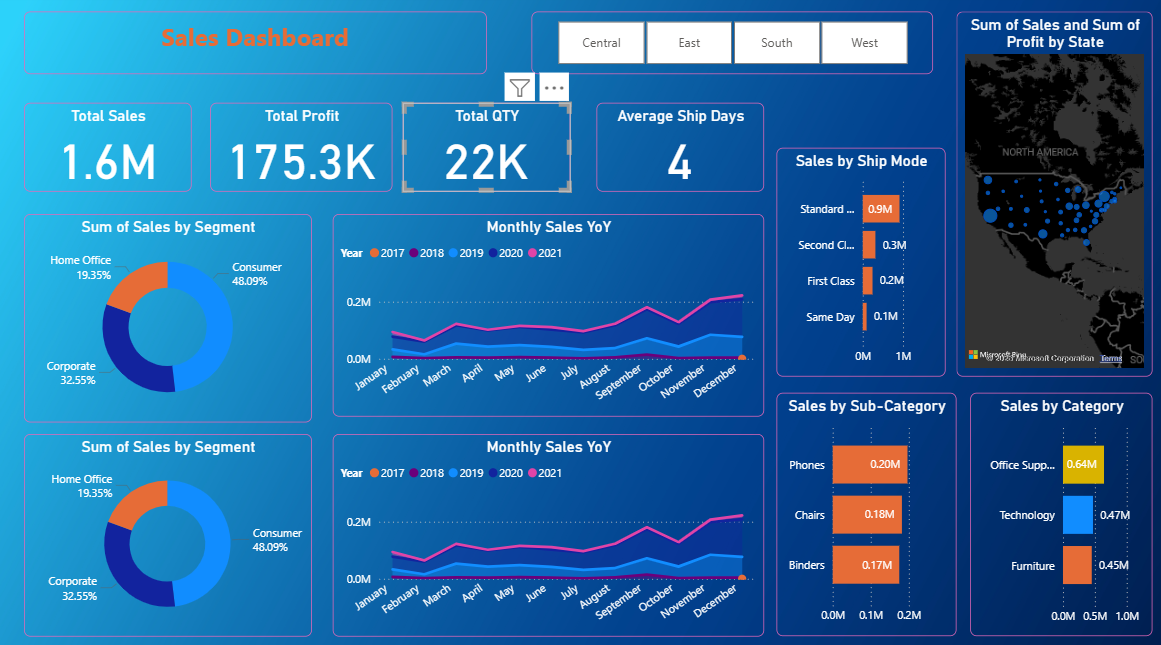 Sales Dashboard
Central
East
South
West
Sum of Sales and Sum of
Profit by State
NORTH AMERICA
© 2023 Microsoft Corporation
Terms
SO
Total Sales
1.6M
Total Profit
175.3K
Total QTY
22K
Average Ship Days
4
Sales by Ship Mode
Standard ...
0.9M
Second Cl...
0.3M
First Class
0.2M
Same Day
0.1M
0M
1M
Sum of Sales by Segment
Home Office
19.35%
Consumer
48.09%
Corporate
32.55%
Monthly Sales YoY
Year 2017 2018 2019 2020 2021
0.2M
0.0M
January
February
March
April
May
June
July
August
September
October
November
December
Sum of Sales by Segment
Home Office
19.35%
Consumer
48.09%
Corporate
32.55%
Monthly Sales YoY
Year 2017 2018 2019 2020 2021
0.2M
0.0M
January
February
March
April
May
June
July
August
September
October
November
December
Sales by Sub-Category
Phones
0.20M
Chairs
0.18M
Binders
0.17M
0.0M 0.1M 0.2M
Sales by Category
Office Supp...
0.64M
Technology
0.47M
Furniture
0.45M
0.0M 0.5M 1.0M